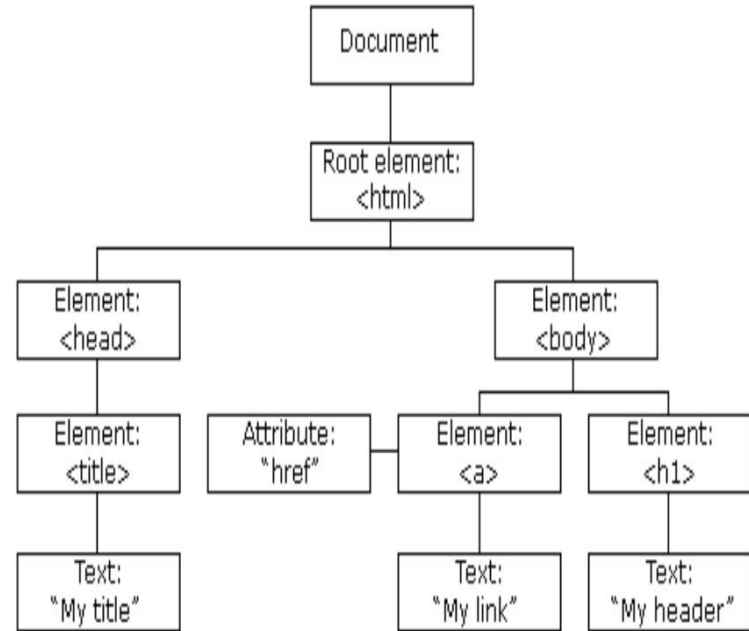 Document
Root element:
<html>
Element:
<head>
Element:
<body>
Element:
<title>
Attribute:
“href”
Element:
<a>
Element:
<h1>
Text:
“My title”
Text:
“My link”
Text:
“My header”